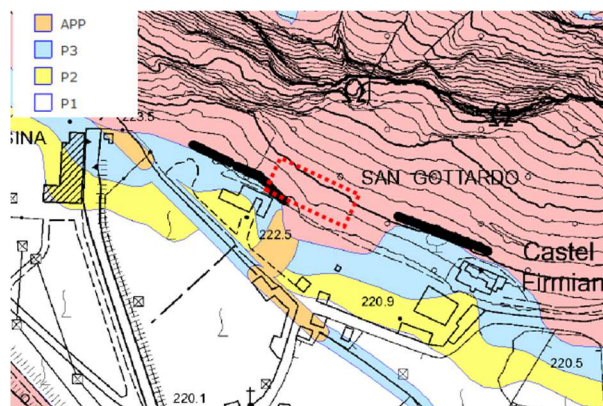 APP
P3
P2
P1
223.5
SINA
SAN GOTTARDO
222.5
Castel
Firmian
220.9
220.5
220.1